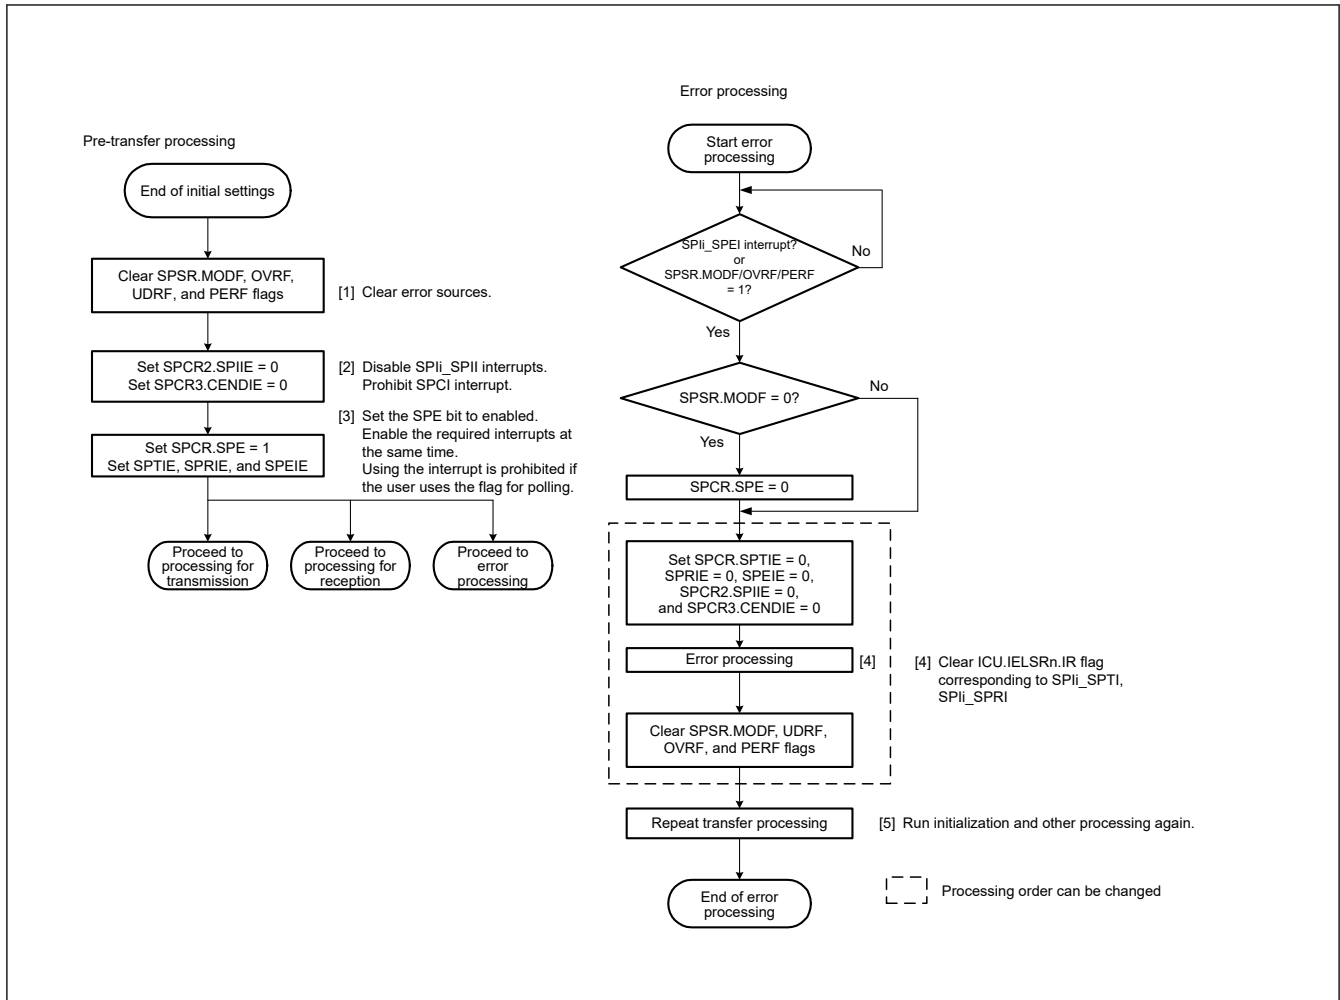 Pre-transfer processing
End of initial settings
Clear SPSR.MODF, OVRF,
UDRF, and PERF flags
[1] Clear error sources.
Set SPCR2.SPIIE = 0
Set SPCR3.CENDIE = 0
[2] Disable SPIi_SPII interrupts.
Prohibit SPCI interrupt.
Set SPCR.SPE = 1
Set SPTIE, SPRIE, and SPEIE
[3] Set the SPE bit to enabled.
Enable the required interrupts at
the same time.
Using the interrupt is prohibited if
the user uses the flag for polling.
Proceed to
processing for
transmission
Proceed to
processing for
reception
Proceed to
error
processing
Error processing
Start error
processing
SPIi_SPEI interrupt?
or
SPSR.MODF/OVRF/PERF
= 1?
No
Yes
SPSR.MODF = 0?
No
Yes
SPCR.SPE = 0
Set SPCR.SPTIE = 0,
SPRIE = 0, SPEIE = 0,
SPCR2.SPIIE = 0,
and SPCR3.CENDIE = 0
Error processing
[4]
[4] Clear ICU.IELSRn.IR flag
corresponding to SPIi_SPTI,
SPIi_SPRI
Clear SPSR.MODF, UDRF,
OVRF, and PERF flags
Repeat transfer processing
[5] Run initialization and other processing again.
End of error
processing
Processing order can be changed